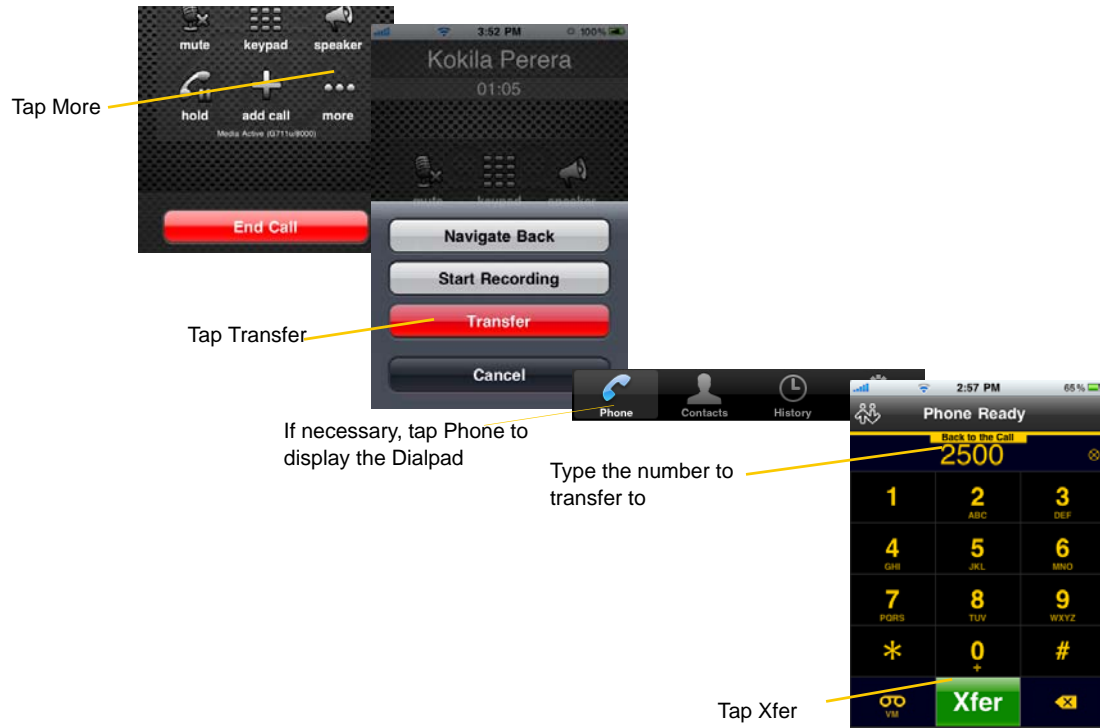 mute keypad speaker
Tap More
hold add call more
Media Active (G711u/8000)
End Call
3:52 PM 100%
Kokila Perera
01:05
mute keypad speaker
Navigate Back
Start Recording
Tap Transfer
Transfer
Cancel
Phone Contacts History
If necessary, tap Phone to
display the Dialpad
2:57 PM 65%
Phone Ready
Back to the Call
2500
Type the number to
transfer to
1 2 3
ABC DEF
4 5 6
GHI JKL MNO
7 8 9
PQRS TUV WXYZ
* 0 #
+
VM
Xfer
Tap Xfer